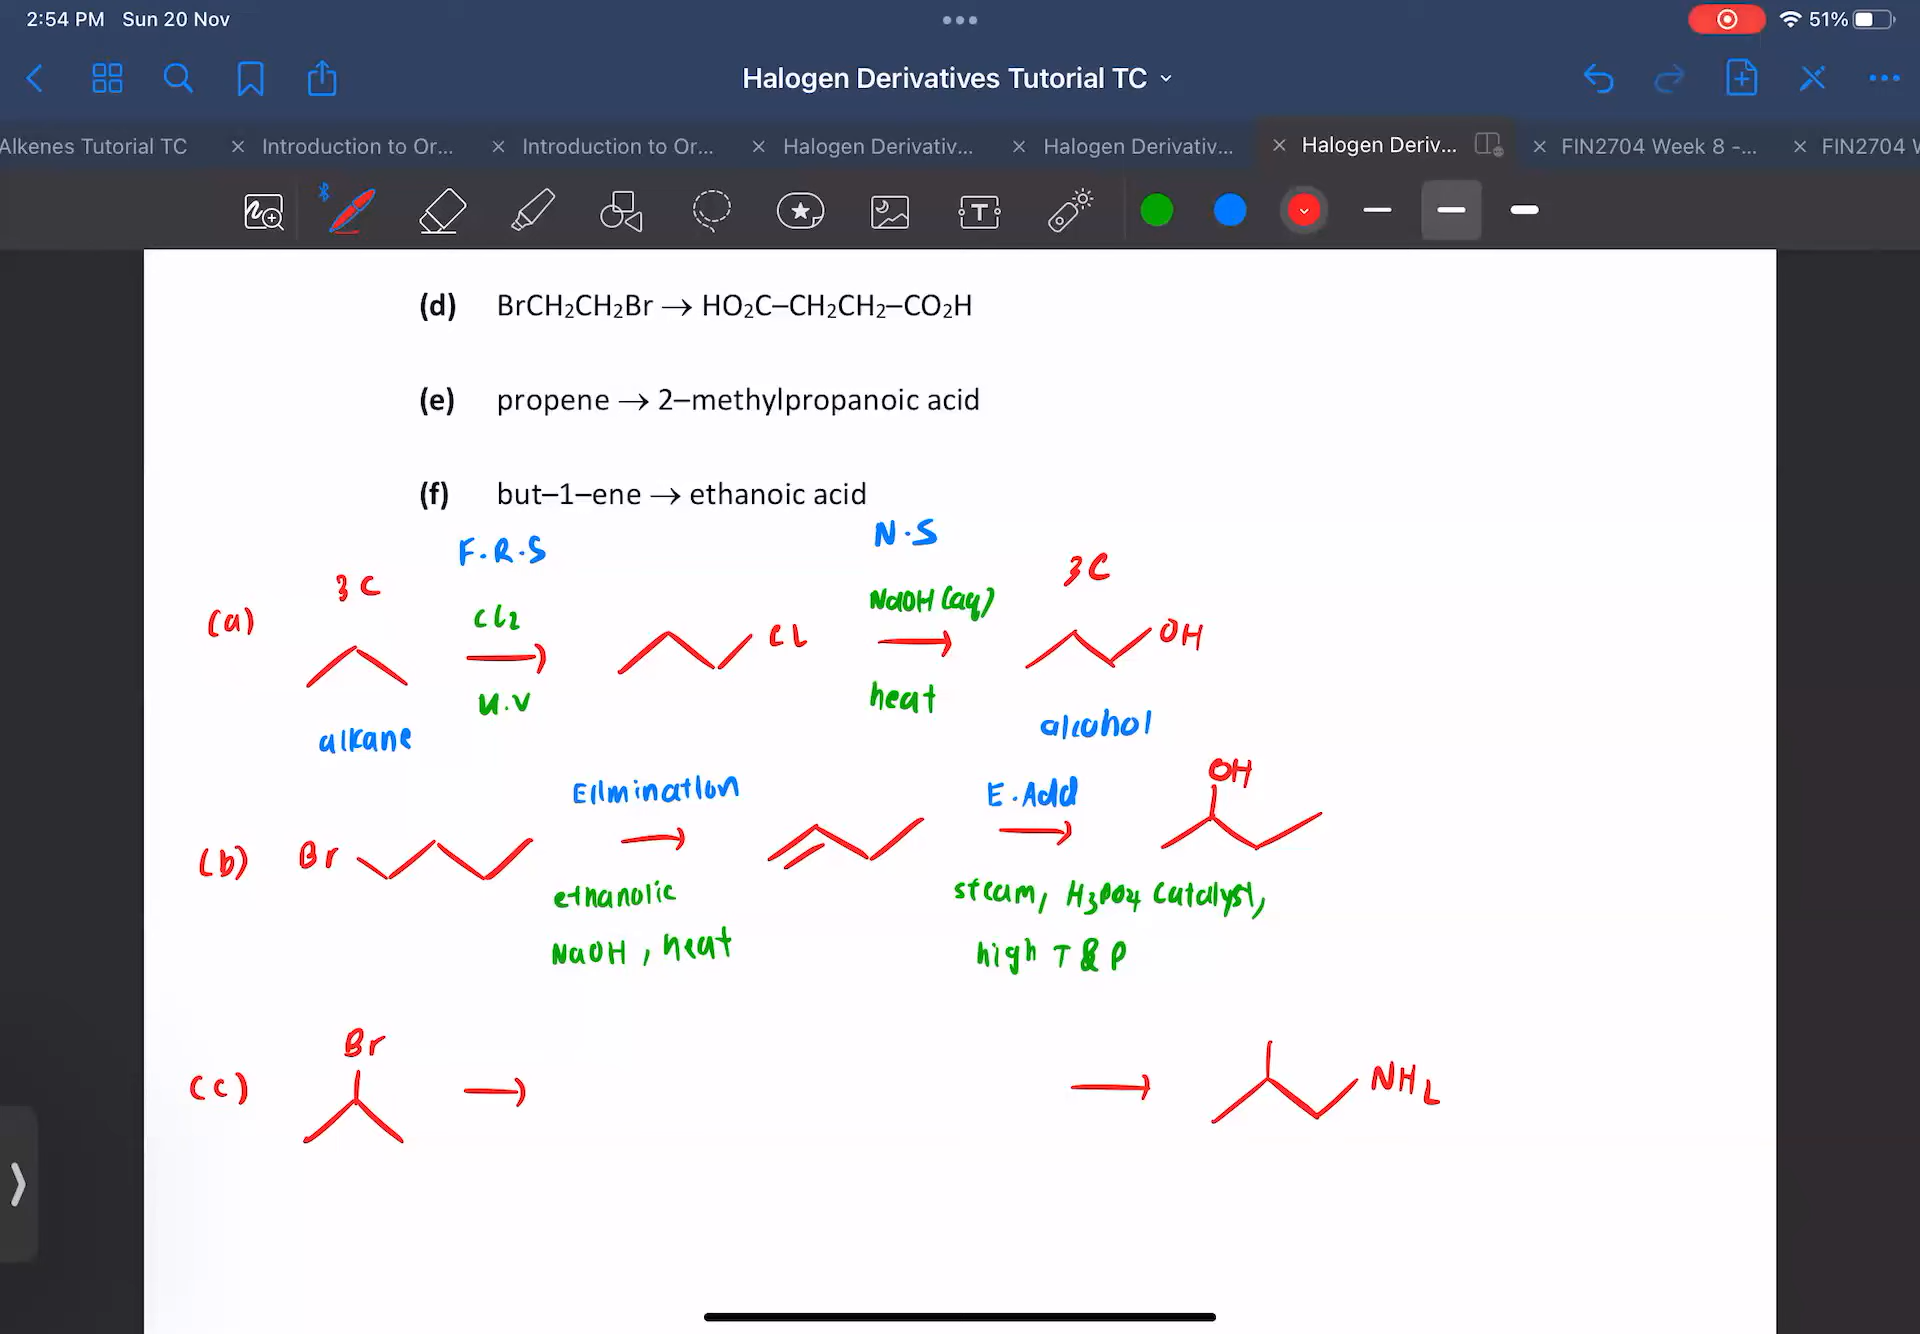 2:54 PM Sun 20 Nov
51%
Halogen Derivatives Tutorial TC
Alkenes Tutorial TC
Introduction to Or...
Introduction to Or...
Halogen Derivativ...
Halogen Derivativ...
Halogen Deriv...
FIN2704 Week 8 -...
FIN2704 W
T
(d) BrCH₂CH₂Br → HO₂C–CH₂CH₂–CO₂H
(e) propene → 2–methylpropanoic acid
(f) but–1–ene → ethanoic acid
F.R.S
N.S
3C
3C
(a)
Cl₂
Cl
NaOH (aq)
OH
u.v
heat
alkane
alcohol
Elimination
E.Add
OH
(b) Br
ethanolic
NaOH, heat
steam, H₃PO₄ catalyst,
high T & P
Br
(c)
NH₂